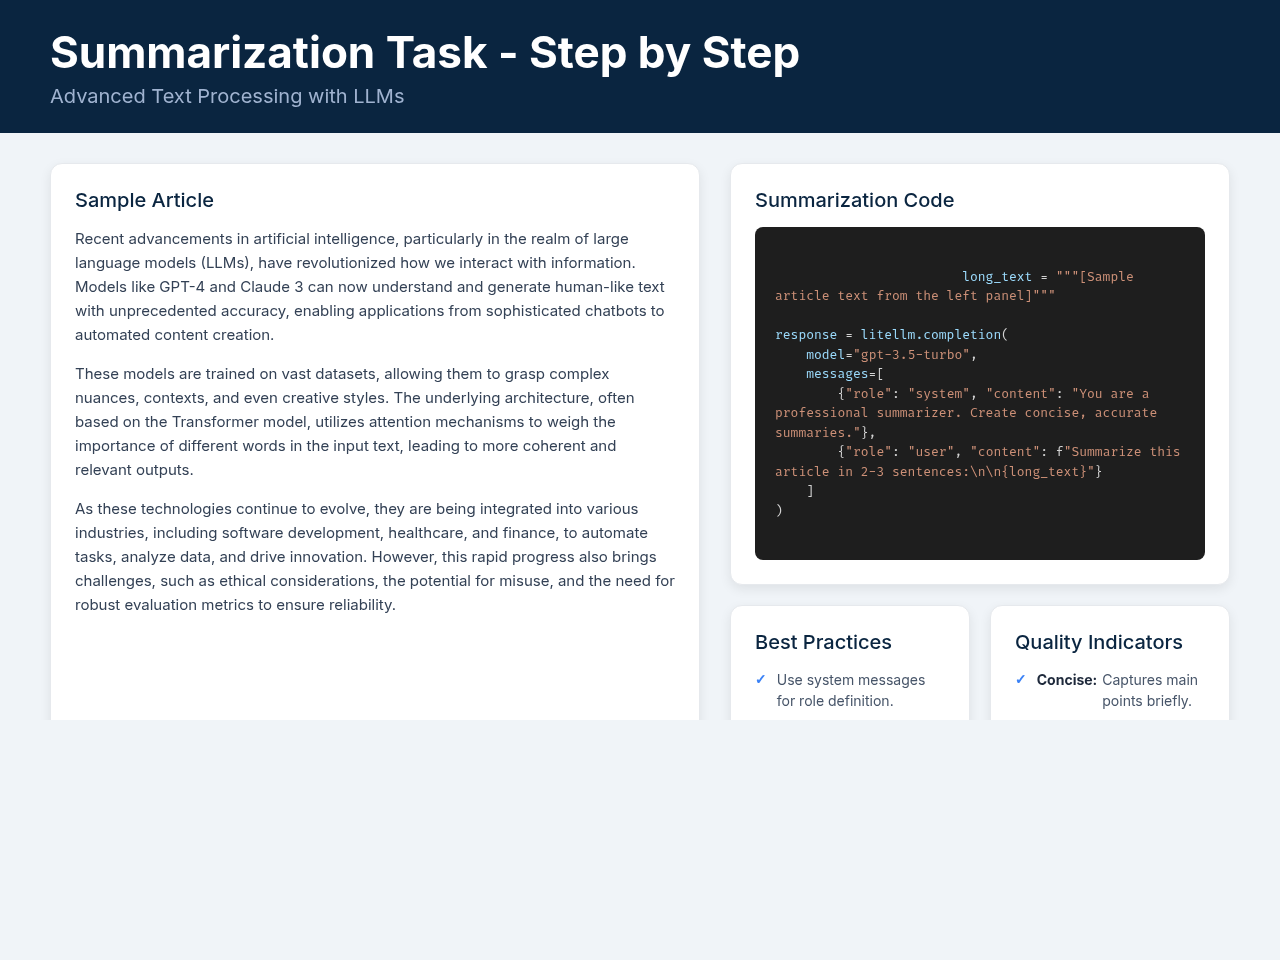 Summarization Task - Step by Step
Advanced Text Processing with LLMs
Sample Article
Recent advancements in artificial intelligence, particularly in the realm of large
language models (LLMs), have revolutionized how we interact with information.
Models like GPT-4 and Claude 3 can now understand and generate human-like text
with unprecedented accuracy, enabling applications from sophisticated chatbots to
automated content creation.
These models are trained on vast datasets, allowing them to grasp complex
nuances, contexts, and even creative styles. The underlying architecture, often
based on the Transformer model, utilizes attention mechanisms to weigh the
importance of different words in the input text, leading to more coherent and
relevant outputs.
As these technologies continue to evolve, they are being integrated into various
industries, including software development, healthcare, and finance, to automate
tasks, analyze data, and drive innovation. However, this rapid progress also brings
challenges, such as ethical considerations, the potential for misuse, and the need for
robust evaluation metrics to ensure reliability.
Summarization Code
long_text = """[Sample
article text from the left panel]"""
response = litellm.completion(
    model="gpt-3.5-turbo",
    messages=[
        {"role": "system", "content": "You are a
professional summarizer. Create concise, accurate
summaries."},
        {"role": "user", "content": f"Summarize this
article in 2-3 sentences:\n\n{long_text}"}
    ]
)
Best Practices
✓ Use system messages
for role definition.
Quality Indicators
✓ Concise: Captures main
points briefly.